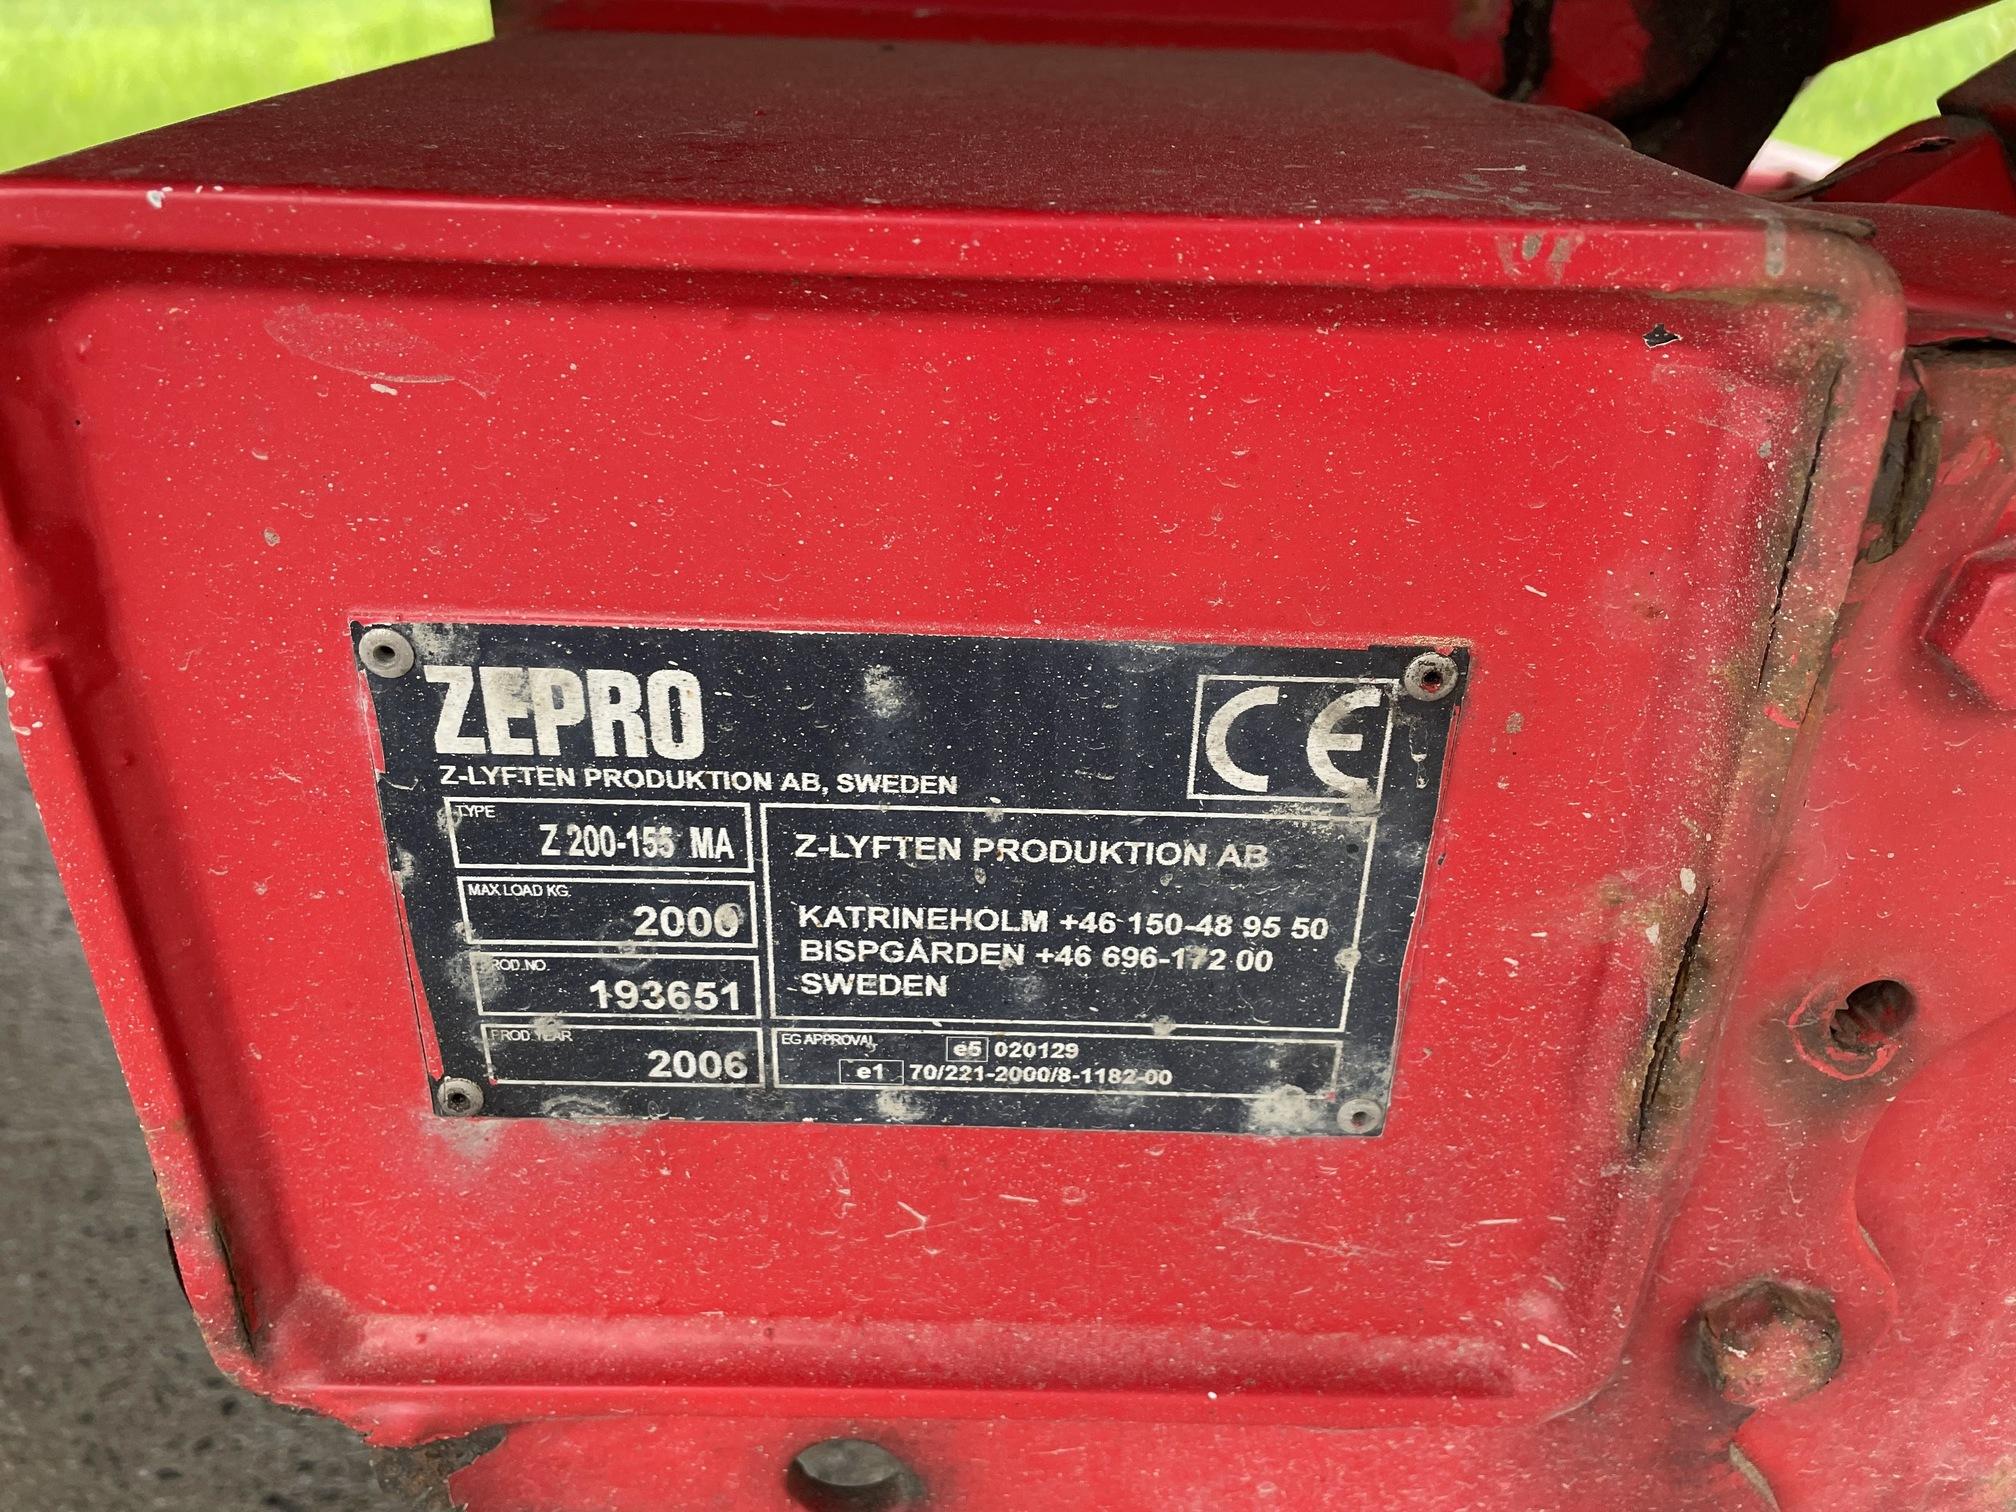 ZEPRO
CE
Z-LYFTEN PRODUKTION AB, SWEDEN
TYPE
Z 200-155 MA
MAX LOAD KG
2000
PROD.NO.
193651
PROD.YEAR
2006
Z-LYFTEN PRODUKTION AB
KATRINEHOLM +46 150-48 95 50
BISPGÅRDEN +46 696-172 00
SWEDEN
EG APPROVAL
e5 020129
e1 70/221-2000/8-1182-00